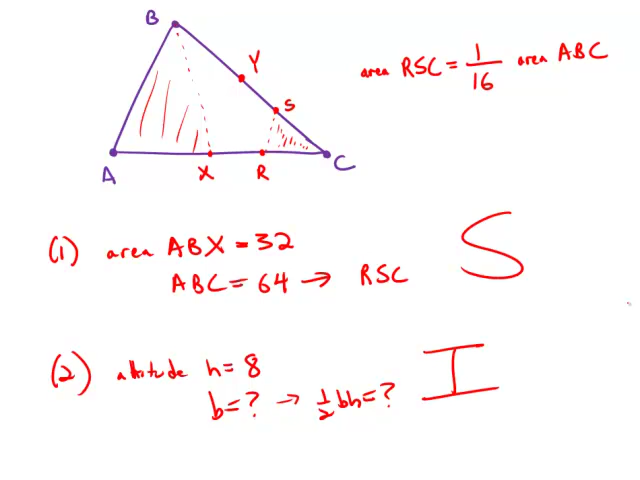 B
Y
S
A
X
R
C
area RSC = 1/16 area ABC
(1) area ABX = 32
ABC = 64 → RSC
S
(2) altitude h = 8
b = ? → 1/2 bh = ?
I